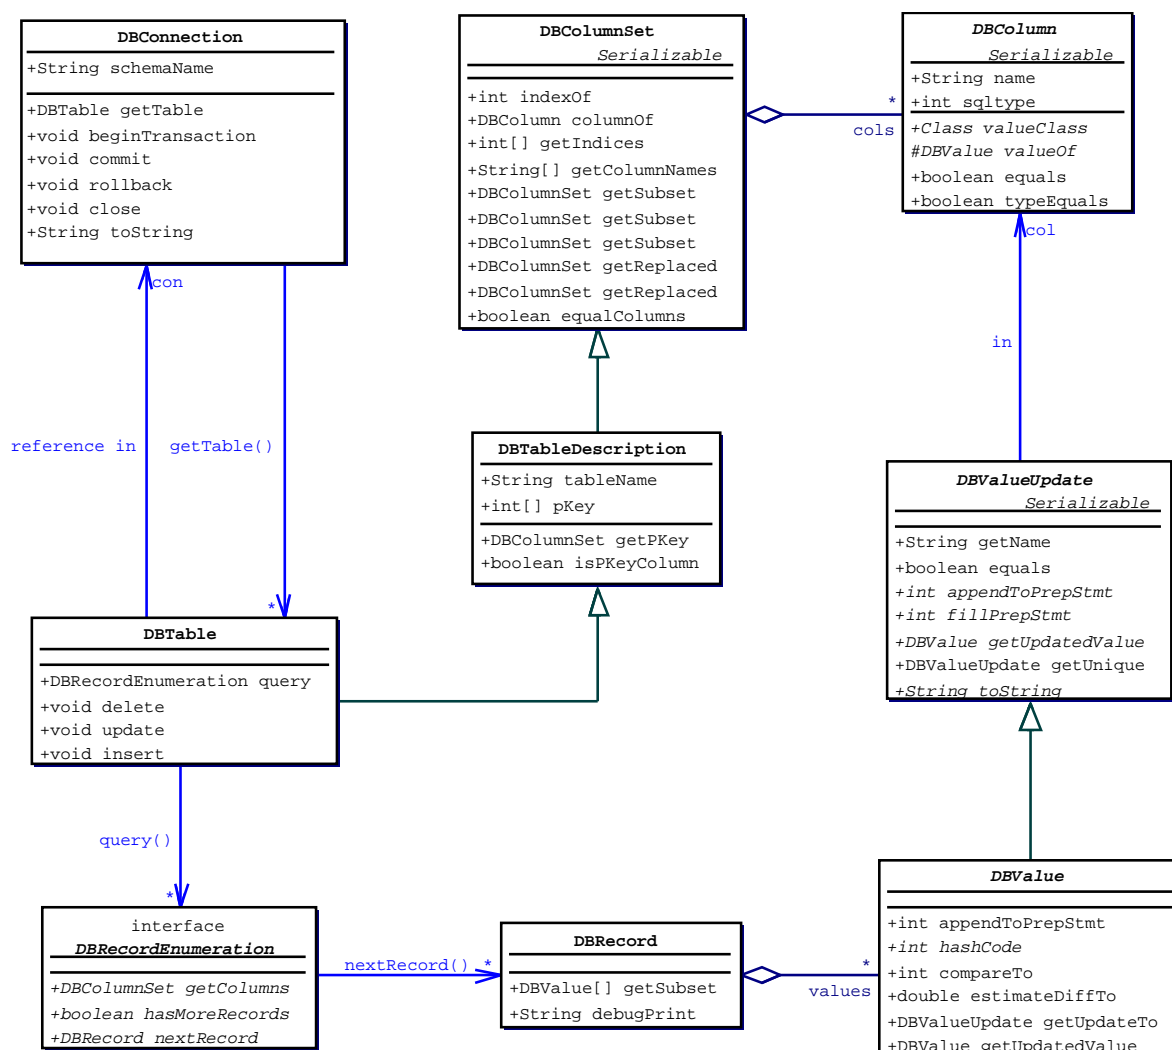 DBConnection
+String schemaName
+DBTable getTable
+void beginTransaction
+void commit
+void rollback
+void close
+String toString
DBColumnSet
Serializable
+int indexOf
+DBColumn columnOf
+int[] getIndices
+String[] getColumnNames
+DBColumnSet getSubset
+DBColumnSet getSubset
+DBColumnSet getSubset
+DBColumnSet getReplaced
+DBColumnSet getReplaced
+boolean equalColumns
*
cols
DBColumn
Serializable
+String name
+int sqltype
+Class valueClass
#DBValue valueOf
+boolean equals
+boolean typeEquals
con
col
in
reference in
getTable()
*
DBTableDescription
+String tableName
+int[] pKey
+DBColumnSet getPKey
+boolean isPKeyColumn
DBValueUpdate
Serializable
+String getName
+boolean equals
+int appendToPrepStmt
+int fillPrepStmt
+DBValue getUpdatedValue
+DBValueUpdate getUnique
+String toString
DBTable
+DBRecordEnumeration query
+void delete
+void update
+void insert
query()
*
interface
DBRecordEnumeration
+DBColumnSet getColumns
+boolean hasMoreRecords
+DBRecord nextRecord
nextRecord() *
DBRecord
+DBValue[] getSubset
+String debugPrint
*
values
DBValue
+int appendToPrepStmt
+int hashCode
+int compareTo
+double estimateDiffTo
+DBValueUpdate getUpdateTo
+DBValue getUpdatedValue